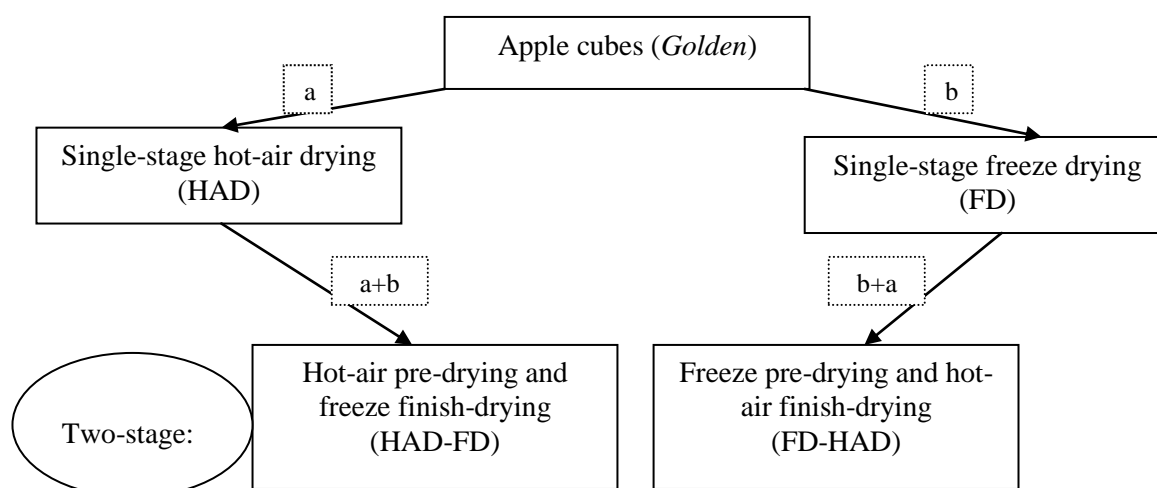 Apple cubes (Golden)
a
b
Single-stage hot-air drying
(HAD)
Single-stage freeze drying
(FD)
a+b
b+a
Two-stage:
Hot-air pre-drying and
freeze finish-drying
(HAD-FD)
Freeze pre-drying and hot-
air finish-drying
(FD-HAD)